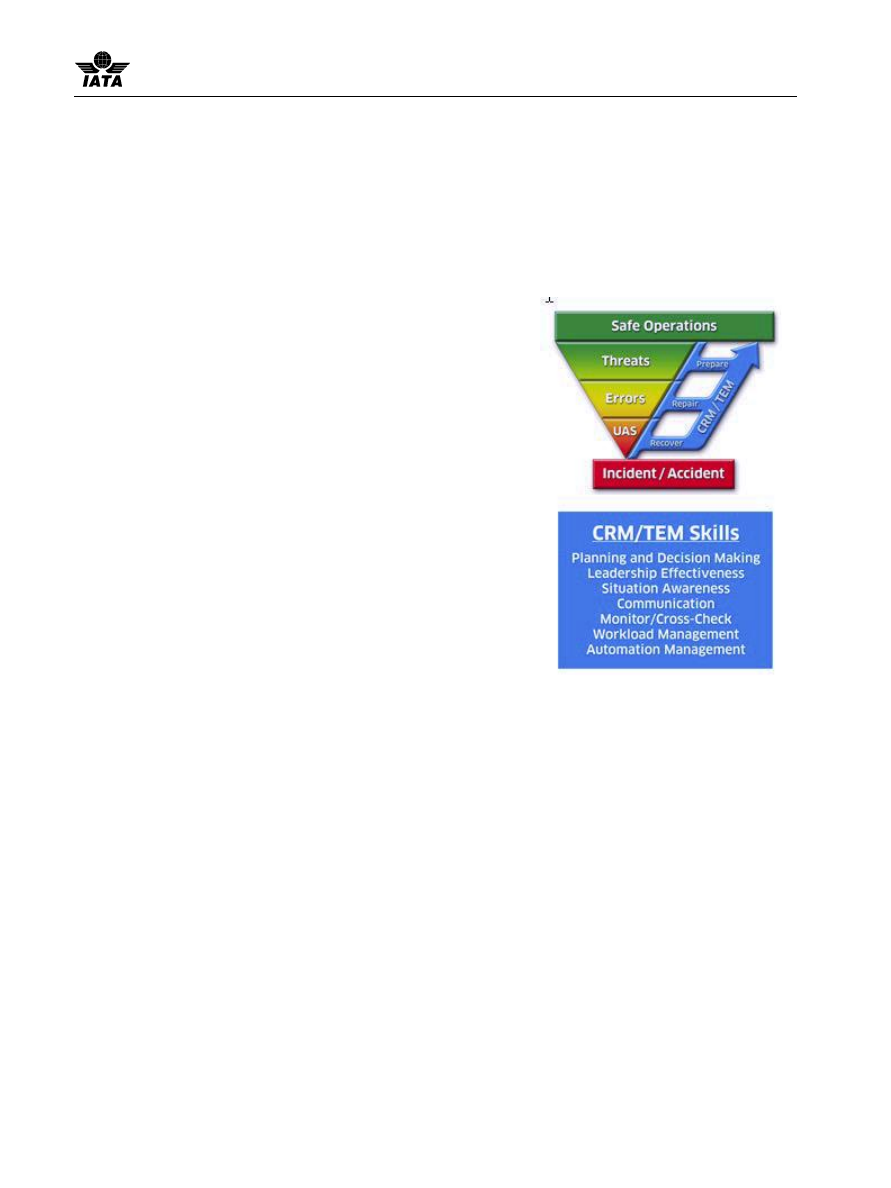 IATA
Safe Operations
Threats
Prepare
Errors
Repair
CRM / TEM
UAS
Recover
Incident / Accident
CRM/TEM Skills
Planning and Decision Making
Leadership Effectiveness
Situation Awareness
Communication
Monitor/Cross-Check
Workload Management
Automation Management